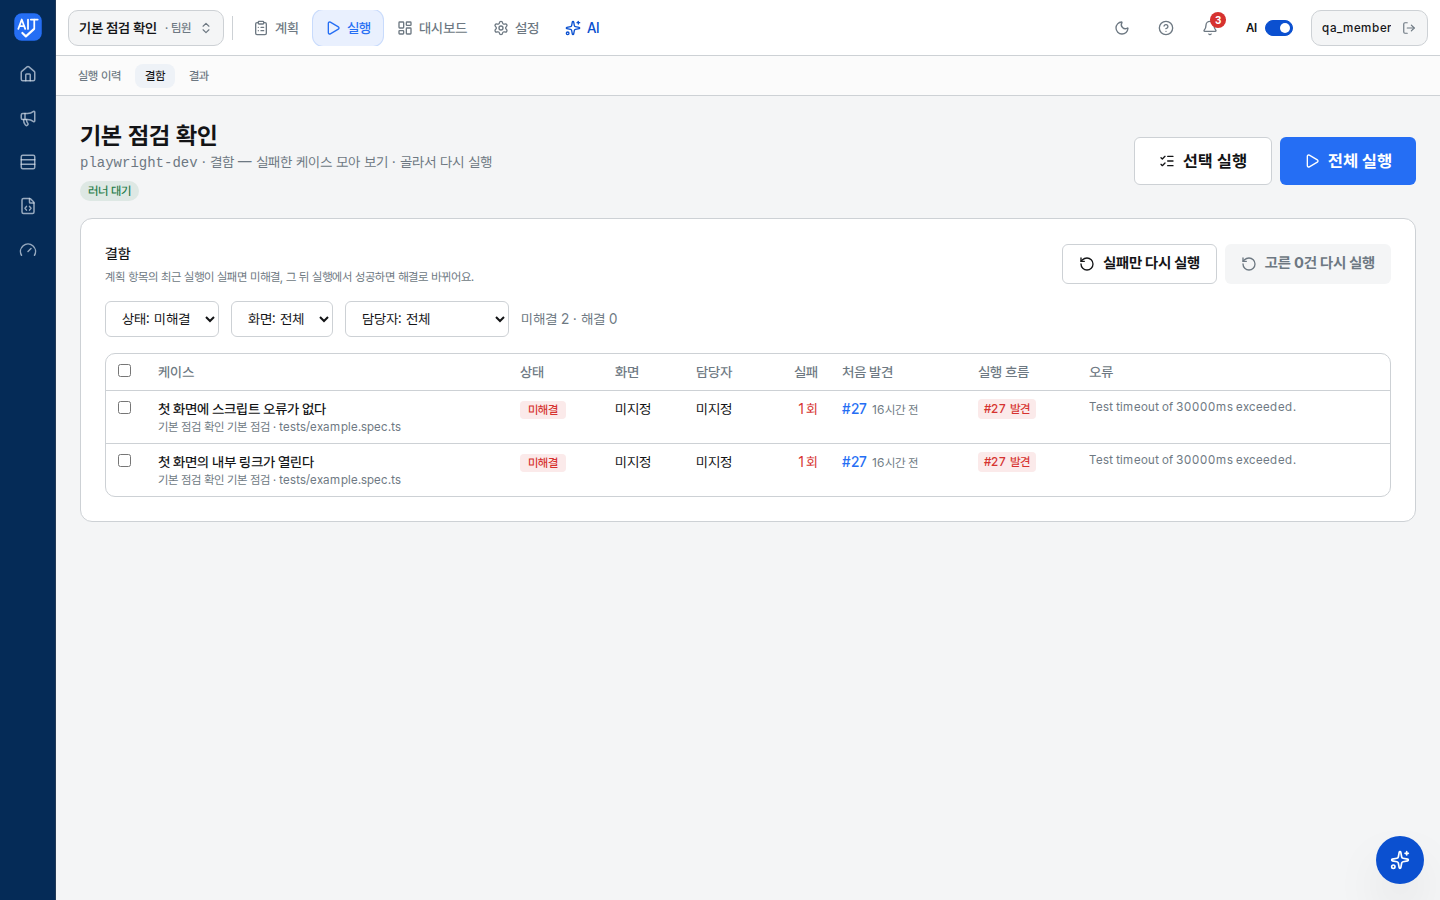 AIT
기본 점검 확인 · 팀원
계획
실행
대시보드
설정
AI
3
AI
qa_member
실행 이력
결함
결과
기본 점검 확인
playwright-dev · 결함 — 실패한 케이스 모아 보기 · 골라서 다시 실행
러너 대기
선택 실행
전체 실행
결함
계획 항목의 최근 실행이 실패면 미해결, 그 뒤 실행에서 성공하면 해결로 바뀌어요.
실패만 다시 실행
고른 0건 다시 실행
상태: 미해결
화면: 전체
담당자: 전체
미해결 2 · 해결 0
케이스 상태 화면 담당자 실패 처음 발견 실행 흐름 오류
첫 화면에 스크립트 오류가 없다 미해결 미지정 미지정 1회 #27 16시간 전 #27 발견 Test timeout of 30000ms exceeded.
기본 점검 확인 기본 점검 · tests/example.spec.ts
첫 화면의 내부 링크가 열린다 미해결 미지정 미지정 1회 #27 16시간 전 #27 발견 Test timeout of 30000ms exceeded.
기본 점검 확인 기본 점검 · tests/example.spec.ts